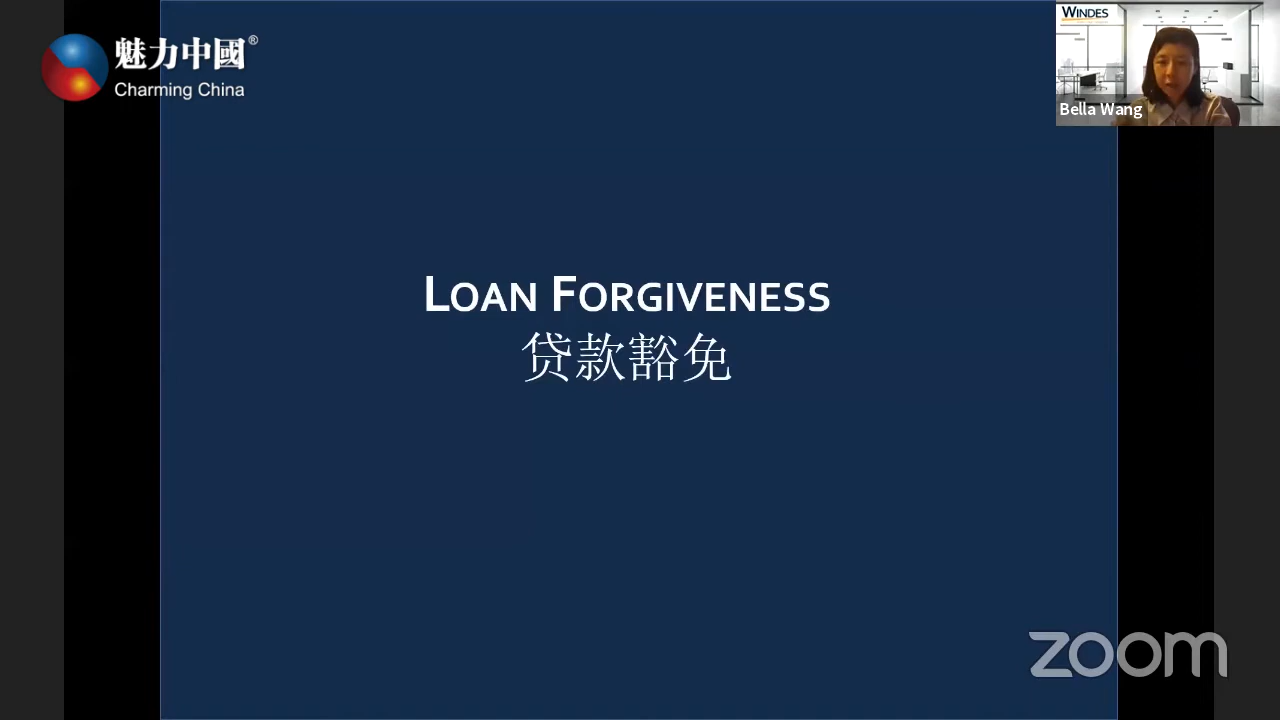 魅力中國®
Charming China
WINDES
Bella Wang
LOAN FORGIVENESS
贷款豁免
zoom